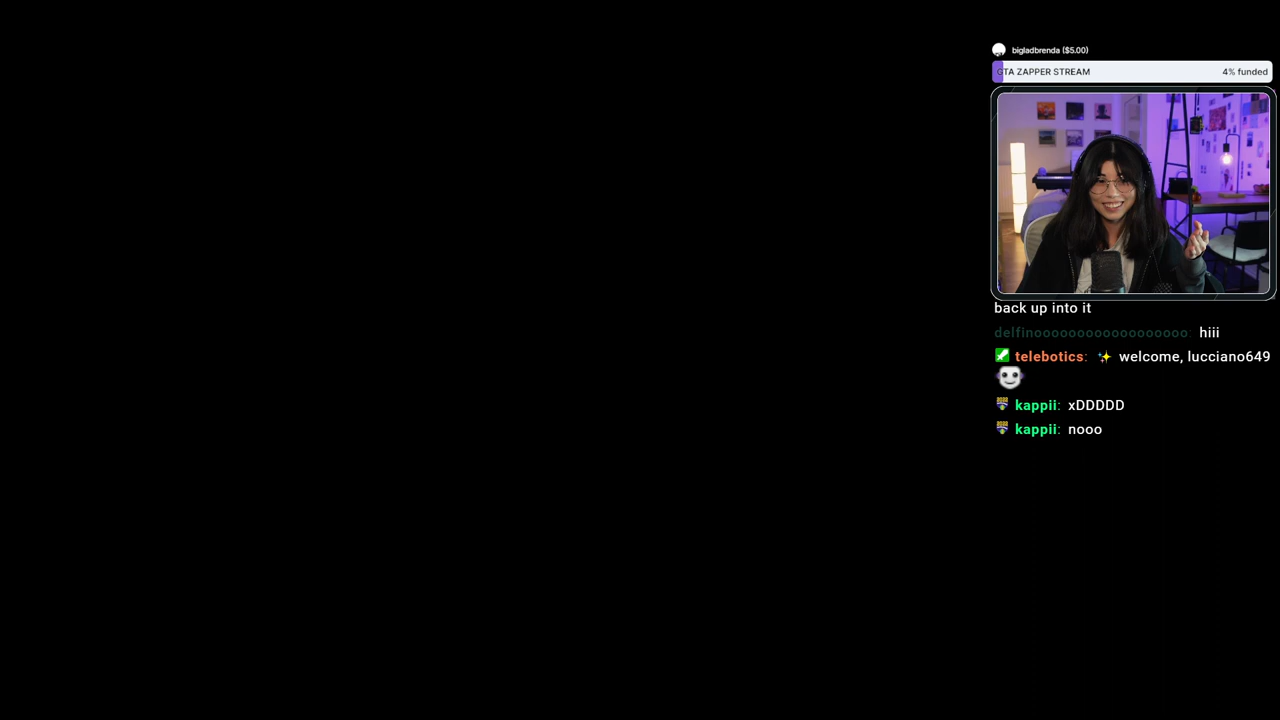 bigladbrenda ($5.00)
GTA ZAPPER STREAM 4% funded
back up into it
delfinoooooooooooooooooo: hiii
telebotics: ✨ welcome, lucciano649
kappii: xDDDDD
kappii: nooo